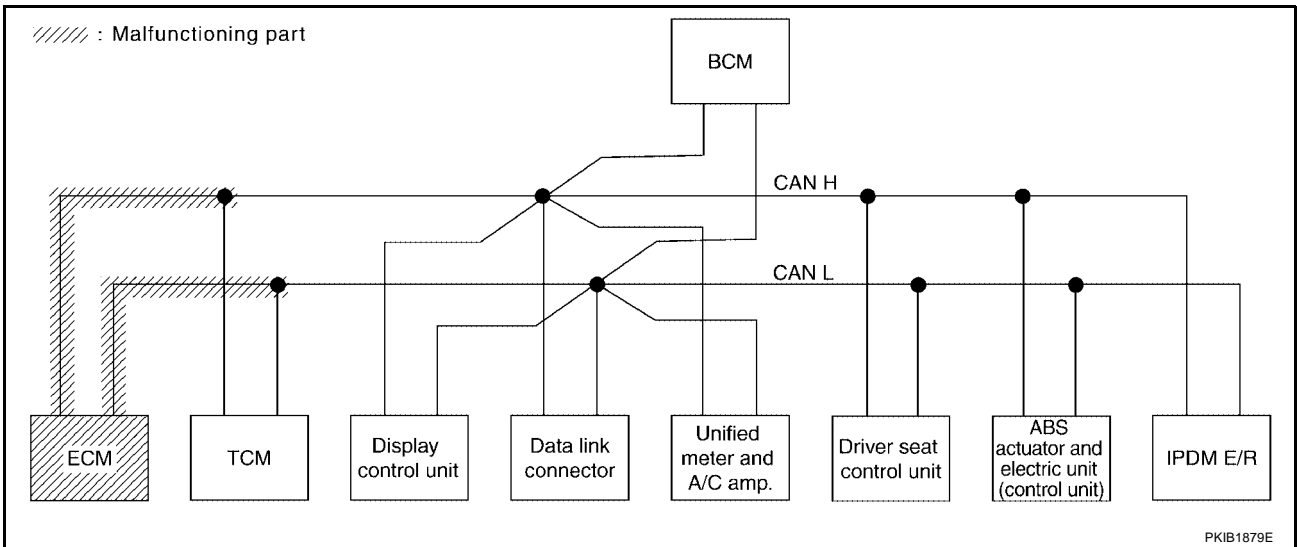 : Malfunctioning part
BCM
CAN H
CAN L
ECM
TCM
Display
control unit
Data link
connector
Unified
meter and
A/C amp.
Driver seat
control unit
ABS
actuator and
electric unit
(control unit)
IPDM E/R
PKIB1879E